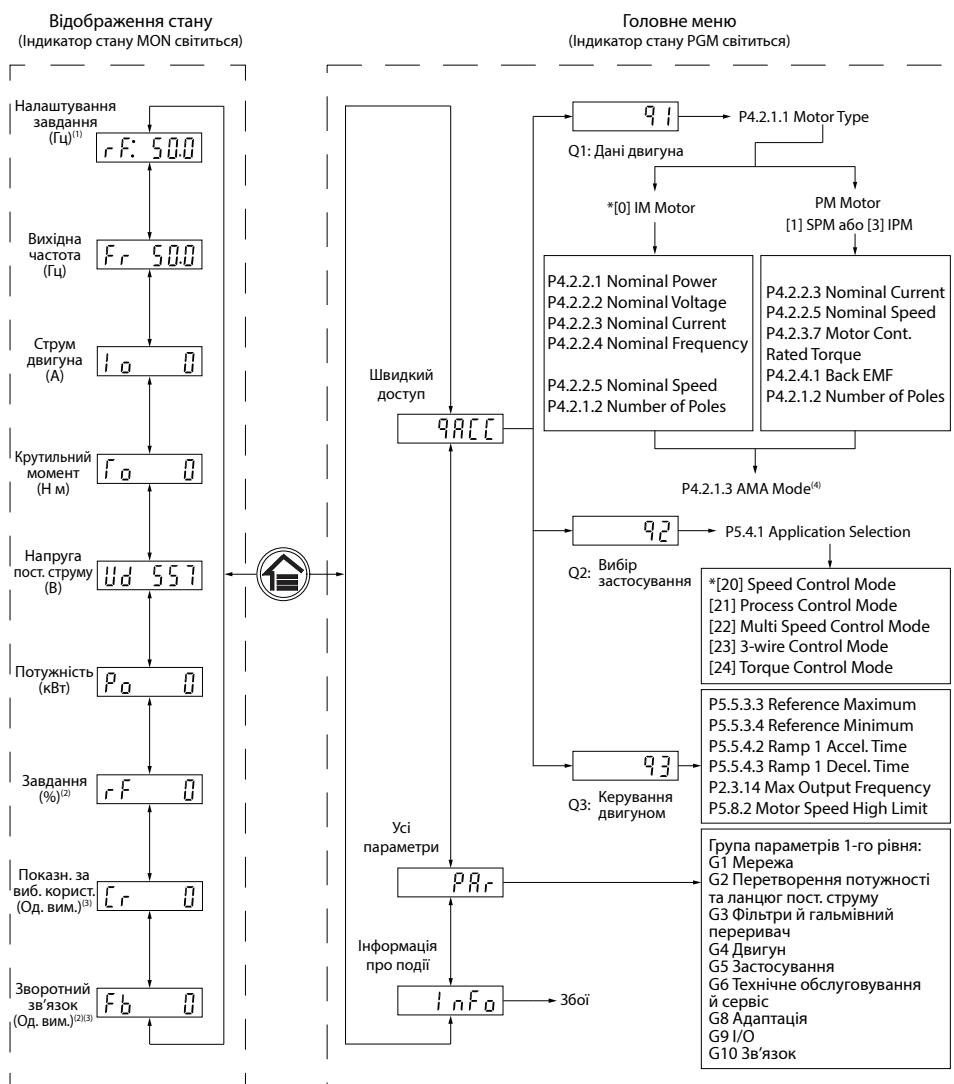 Відображення стану
(Індикатор стану MON світиться)
Налаштування
завдання
(Гц)(1)
rF: 50.0
Вихідна
частота
(Гц)
Fr 50.0
Струм
двигуна
(A)
Io 0
Крутильний
момент
(Н м)
To 0
Напруга
пост. струму
(В)
Ud 557
Потужність
(кВт)
Po 0
Завдання
(%)(2)
rF 0
Показн. за
виб. корист.
(Од. вим.)(3)
Cr 0
Зворотний
зв'язок
(Од. вим.)(2)(3)
Fb 0
Головне меню
(Індикатор стану PGM світиться)
Швидкий
доступ
qACC
q1
Q1: Дані двигуна
P4.2.1.1 Motor Type
*[0] IM Motor
PM Motor
[1] SPM або [3] IPM
P4.2.2.1 Nominal Power
P4.2.2.2 Nominal Voltage
P4.2.2.3 Nominal Current
P4.2.2.4 Nominal Frequency
P4.2.2.5 Nominal Speed
P4.2.1.2 Number of Poles
P4.2.2.3 Nominal Current
P4.2.2.5 Nominal Speed
P4.2.3.7 Motor Cont.
Rated Torque
P4.2.4.1 Back EMF
P4.2.1.2 Number of Poles
P4.2.1.3 AMA Mode(4)
q2
Q2: Вибір
застосування
P5.4.1 Application Selection
*[20] Speed Control Mode
[21] Process Control Mode
[22] Multi Speed Control Mode
[23] 3-wire Control Mode
[24] Torque Control Mode
q3
Q3: Керування
двигуном
P5.5.3.3 Reference Maximum
P5.5.3.4 Reference Minimum
P5.5.4.2 Ramp 1 Accel. Time
P5.5.4.3 Ramp 1 Decel. Time
P2.3.14 Max Output Frequency
P5.8.2 Motor Speed High Limit
Усі
параметри
PAr
Група параметрів 1-го рівня:
G1 Мережа
G2 Перетворення потужності
та ланцюг пост. струму
G3 Фільтри й гальмівний
переривач
G4 Двигун
G5 Застосування
G6 Технічне обслуговування
й сервіс
G8 Адаптація
G9 I/O
G10 Зв'язок
Інформація
про події
InFo
Збої